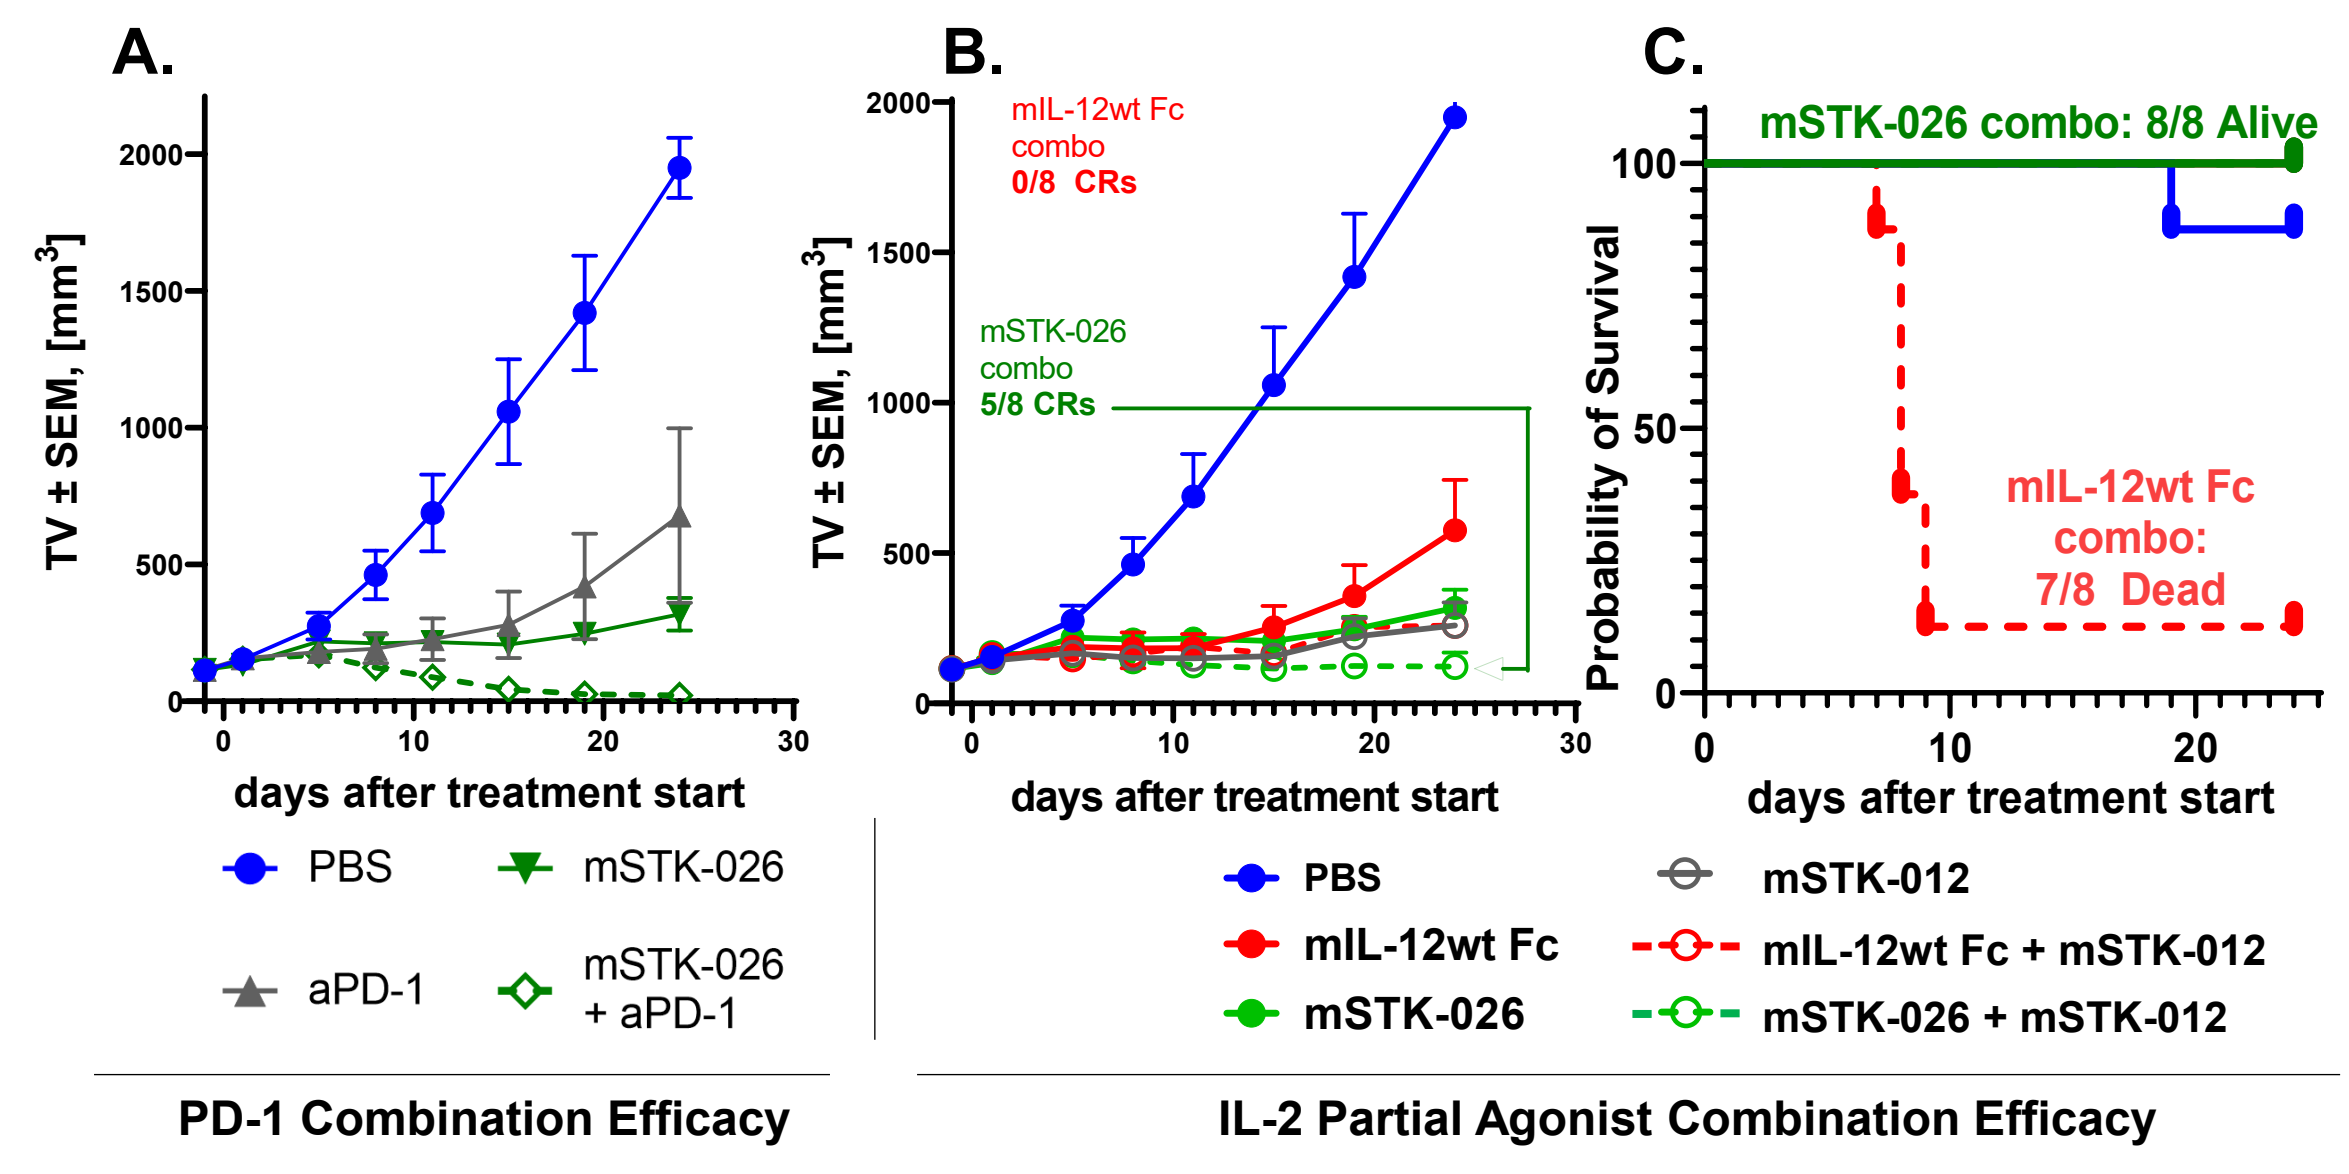 A.
TV ± SEM, [mm³]
2000
1500
1000
500
0
0 10 20 30
days after treatment start
PBS
mSTK-026
aPD-1
mSTK-026
+ aPD-1
PD-1 Combination Efficacy
B.
TV ± SEM, [mm³]
2000
1500
1000
500
0
mIL-12wt Fc
combo
0/8 CRs
mSTK-026
combo
5/8 CRs
0 10 20 30
days after treatment start
C.
Probability of Survival
100
50
0
mSTK-026 combo: 8/8 Alive
mIL-12wt Fc
combo:
7/8 Dead
0 10 20
days after treatment start
PBS
mIL-12wt Fc
mSTK-026
mSTK-012
mIL-12wt Fc + mSTK-012
mSTK-026 + mSTK-012
IL-2 Partial Agonist Combination Efficacy